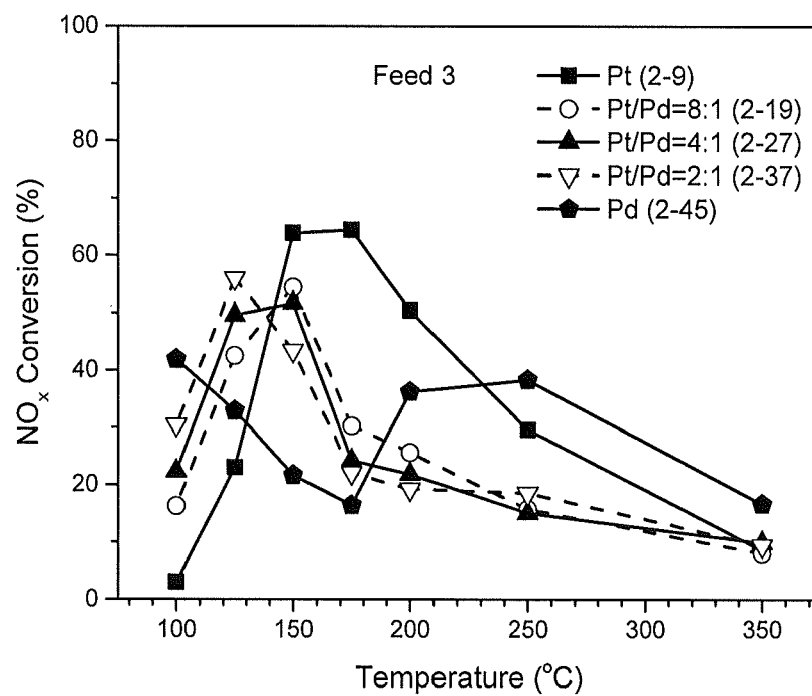 100
80
60
40
20
0
NOx Conversion (%)
Feed 3
Pt (2-9)
Pt/Pd=8:1 (2-19)
Pt/Pd=4:1 (2-27)
Pt/Pd=2:1 (2-37)
Pd (2-45)
100 150 200 250 300 350
Temperature (°C)